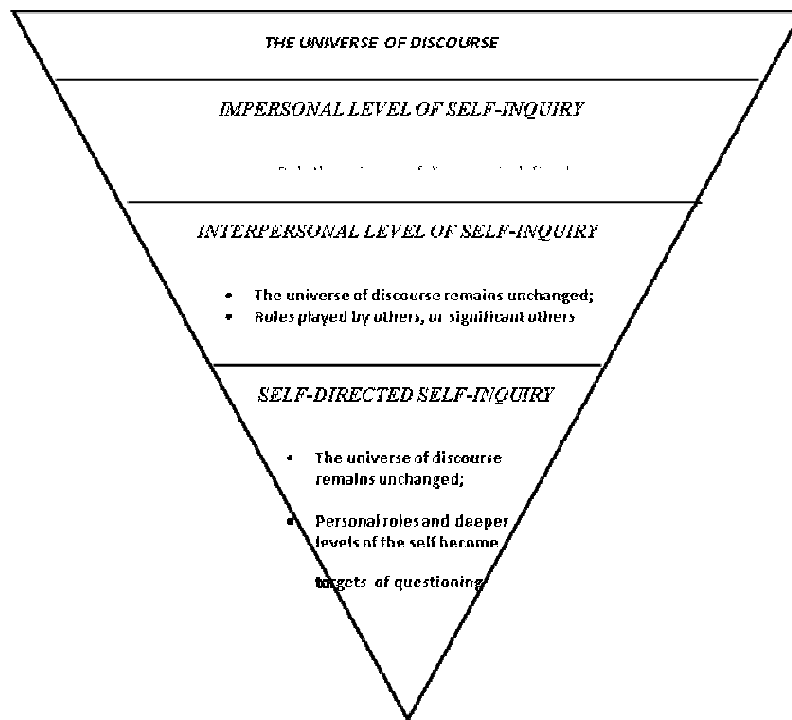 THE UNIVERSE OF DISCOURSE
IMPERSONAL LEVEL OF SELF-INQUIRY
INTERPERSONAL LEVEL OF SELF-INQUIRY
• The universe of discourse remains unchanged;
• Roles played by others, or significant others
SELF-DIRECTED SELF-INQUIRY
• The universe of discourse
remains unchanged;
• Personal roles and deeper
levels of the self become
targets of questioning